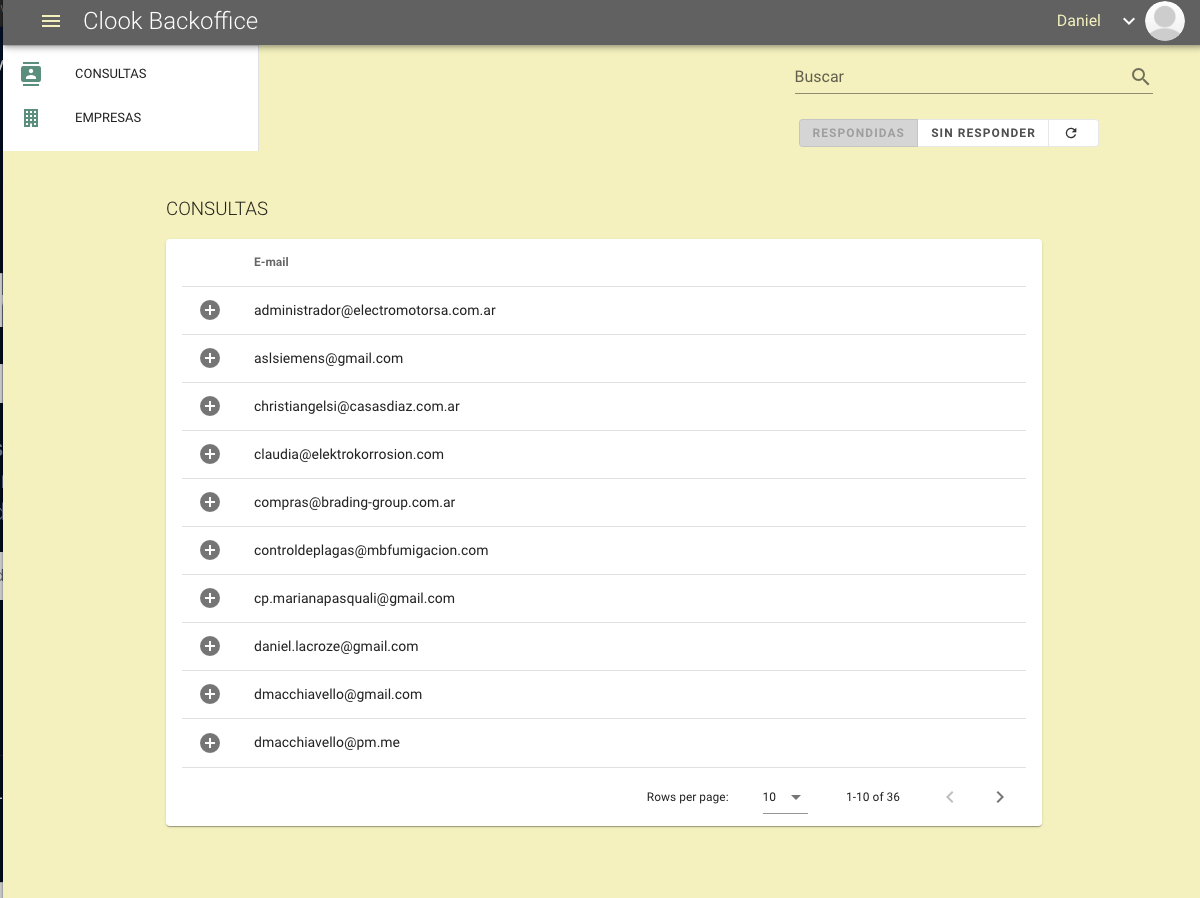 Clook Backoffice
Daniel
CONSULTAS
EMPRESAS
Buscar
RESPONDIDAS SIN RESPONDER
CONSULTAS
E-mail
administrador@electromotorsa.com.ar
aslsiemens@gmail.com
christiangelsi@casasdiaz.com.ar
claudia@elektrokorrosion.com
compras@brading-group.com.ar
controldeplagas@mbfumigacion.com
cp.marianapasquali@gmail.com
daniel.lacroze@gmail.com
dmacchiavello@gmail.com
dmacchiavello@pm.me
Rows per page: 10 1-10 of 36